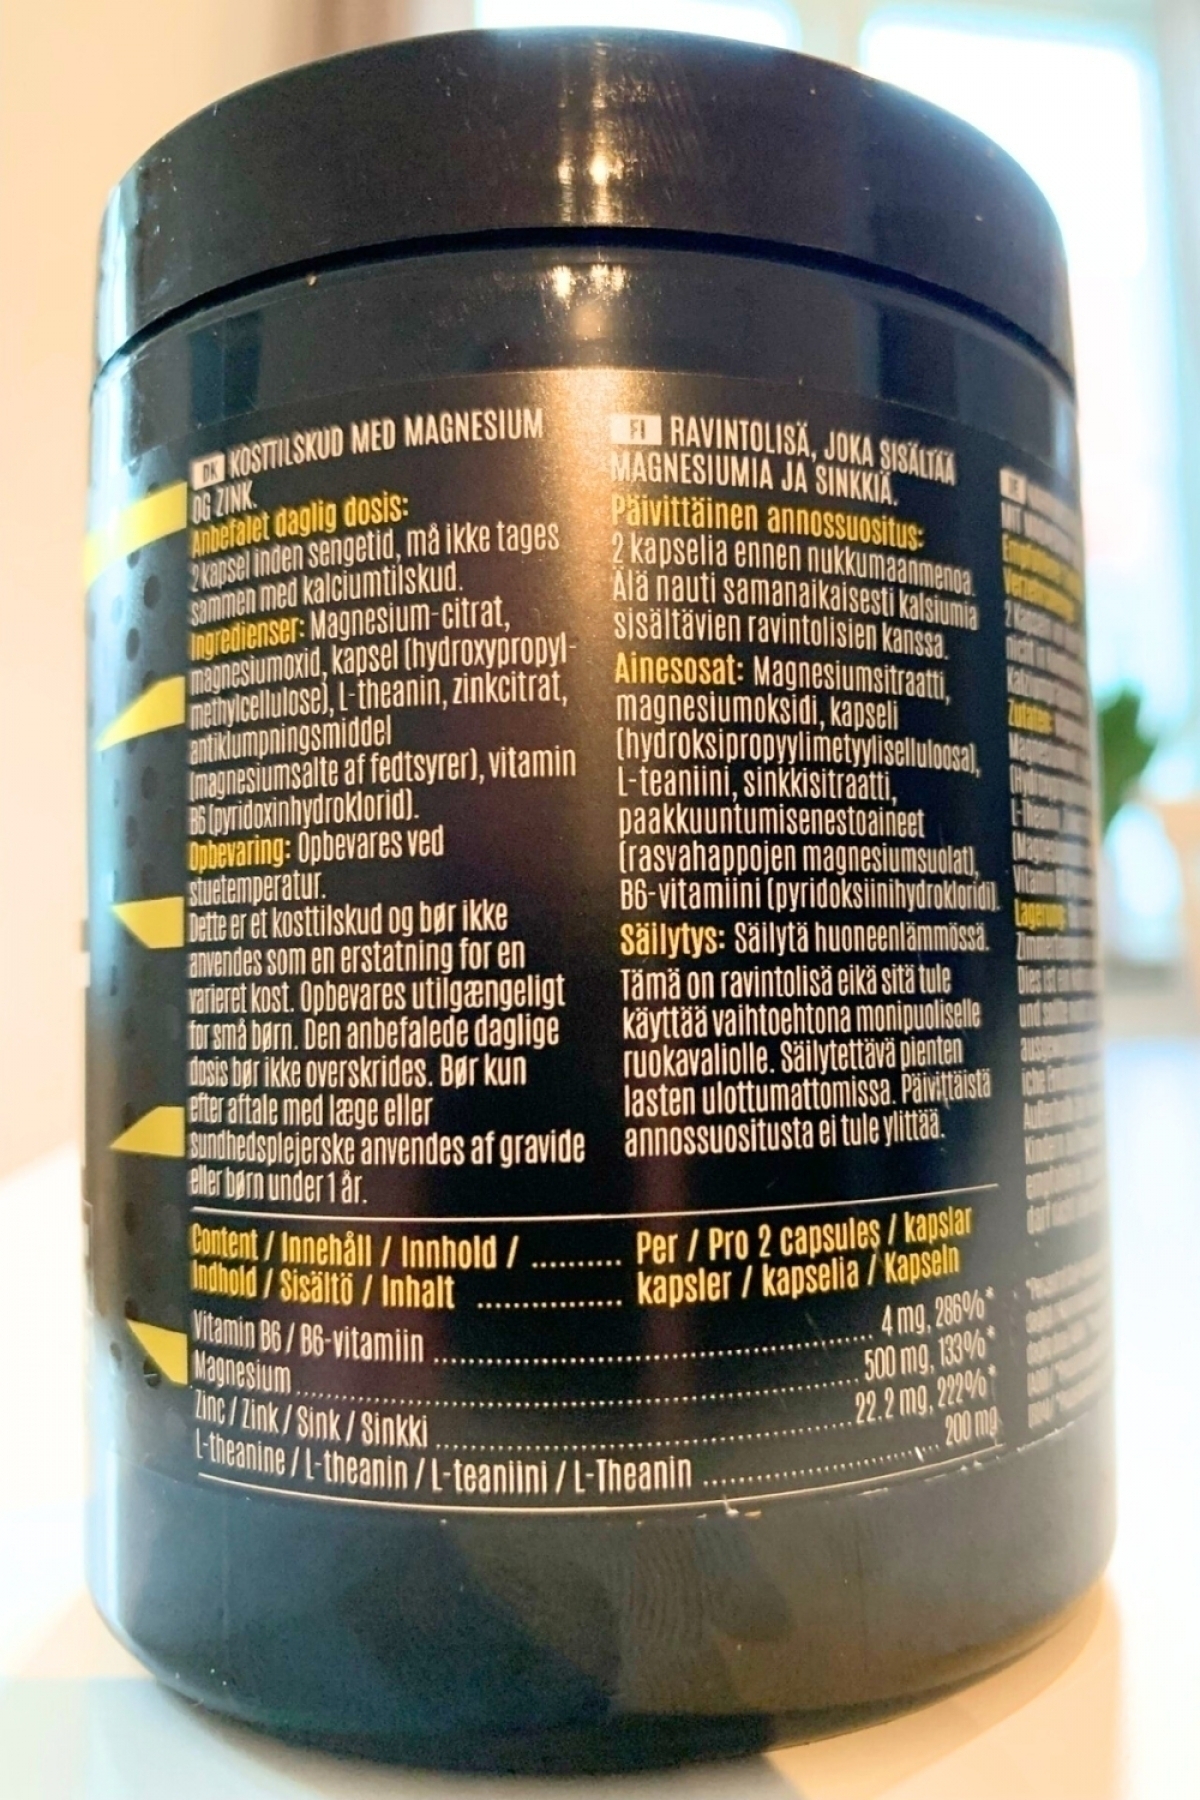 DK KOSTTILSKUD MED MAGNESIUM
OG ZINK.
Anbefalet daglig dosis:
2 kapsel inden sengetid, må ikke tages
sammen med kalciumtilskud.
Ingredienser: Magnesium-citrat,
magnesiumoxid, kapsel (hydroxypropyl-
methylcellulose), L-theanin, zinkcitrat,
antiklumpningsmiddel
(magnesiumsalte af fedtsyrer), vitamin
B6 (pyridoxinhydroklorid).
Opbevaring: Opbevares ved
stuetemperatur.
Dette er et kosttilskud og bør ikke
anvendes som en erstatning for en
varieret kost. Opbevares utilgængeligt
for små børn. Den anbefalede daglige
dosis bør ikke overskrides. Bør kun
efter aftale med læge eller
sundhedsplejerske anvendes af gravide
eller børn under 1 år.
FI RAVINTOLISÄ, JOKA SISÄLTÄÄ
MAGNESIUMIA JA SINKKIÄ.
Päivittäinen annossuositus:
2 kapselia ennen nukkumaanmenoa.
Älä nauti samanaikaisesti kalsiumia
sisältävien ravintolisien kanssa.
Ainesosat: Magnesiumsitraatti,
magnesiumoksidi, kapseli
(hydroksipropyylimetyyliselluloosa),
L-teaniini, sinkkisitraatti,
paakkuuntumisenestoaineet
(rasvahappojen magnesiumsuolat),
B6-vitamiini (pyridoksiinihydrokloridi).
Säilytys: Säilytä huoneenlämmössä.
Tämä on ravintolisä eikä sitä tule
käyttää vaihtoehtona monipuoliselle
ruokavaliolle. Säilytettävä pienten
lasten ulottumattomissa. Päivittäistä
annossuositusta ei tule ylittää.
Content / Innehåll / Innhold / .......... Per / Pro 2 capsules / kapslar
Indhold / Sisältö / Inhalt ................ kapsler / kapselia / Kapseln
Vitamin B6 / B6-vitamiin ........ 4 mg, 286%*
Magnesium ........ 500 mg, 133%*
Zinc / Zink / Sink / Sinkki ........ 22.2 mg, 222%*
L-theanine / L-theanin / L-teaniini / L-Theanin ........ 200 mg
Zutaten:
Lagerung: